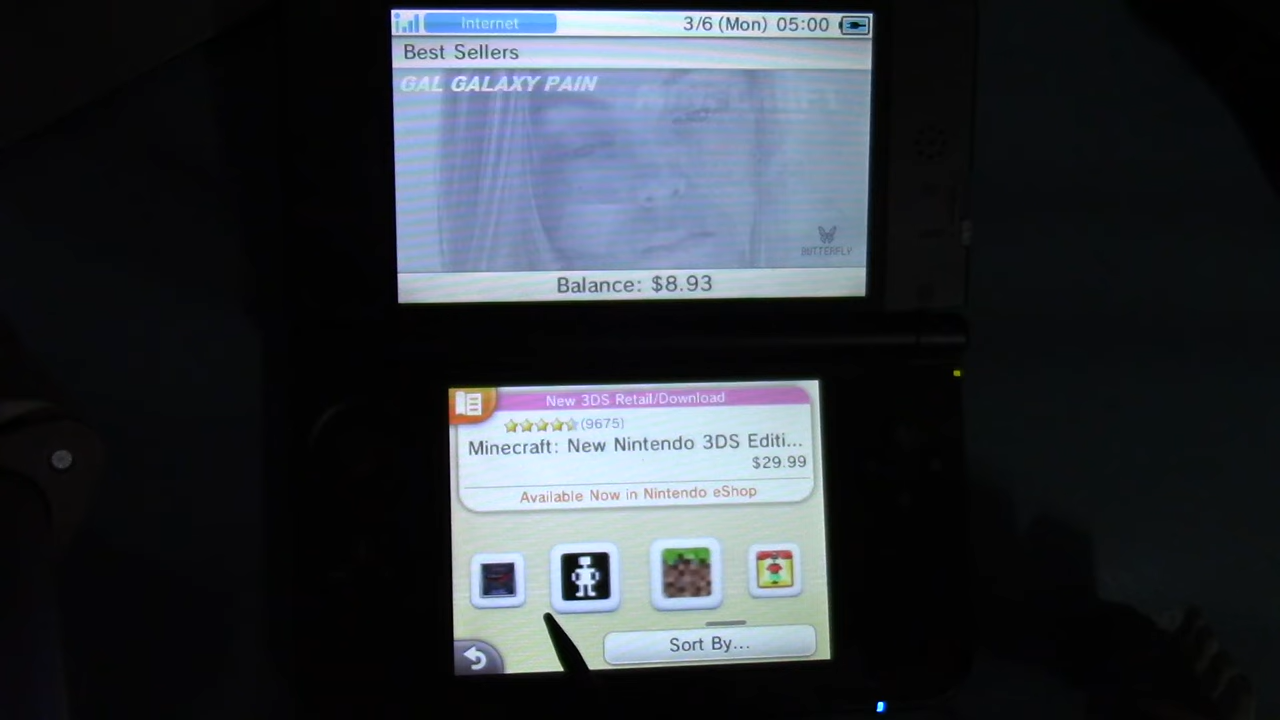 Internet
3/6 (Mon) 05:00
Best Sellers
GAL GALAXY PAIN
BUTTERFLY
Balance: $8.93
New 3DS Retail/Download
(9675)
Minecraft: New Nintendo 3DS Editi...
$29.99
Available Now in Nintendo eShop
Sort By...